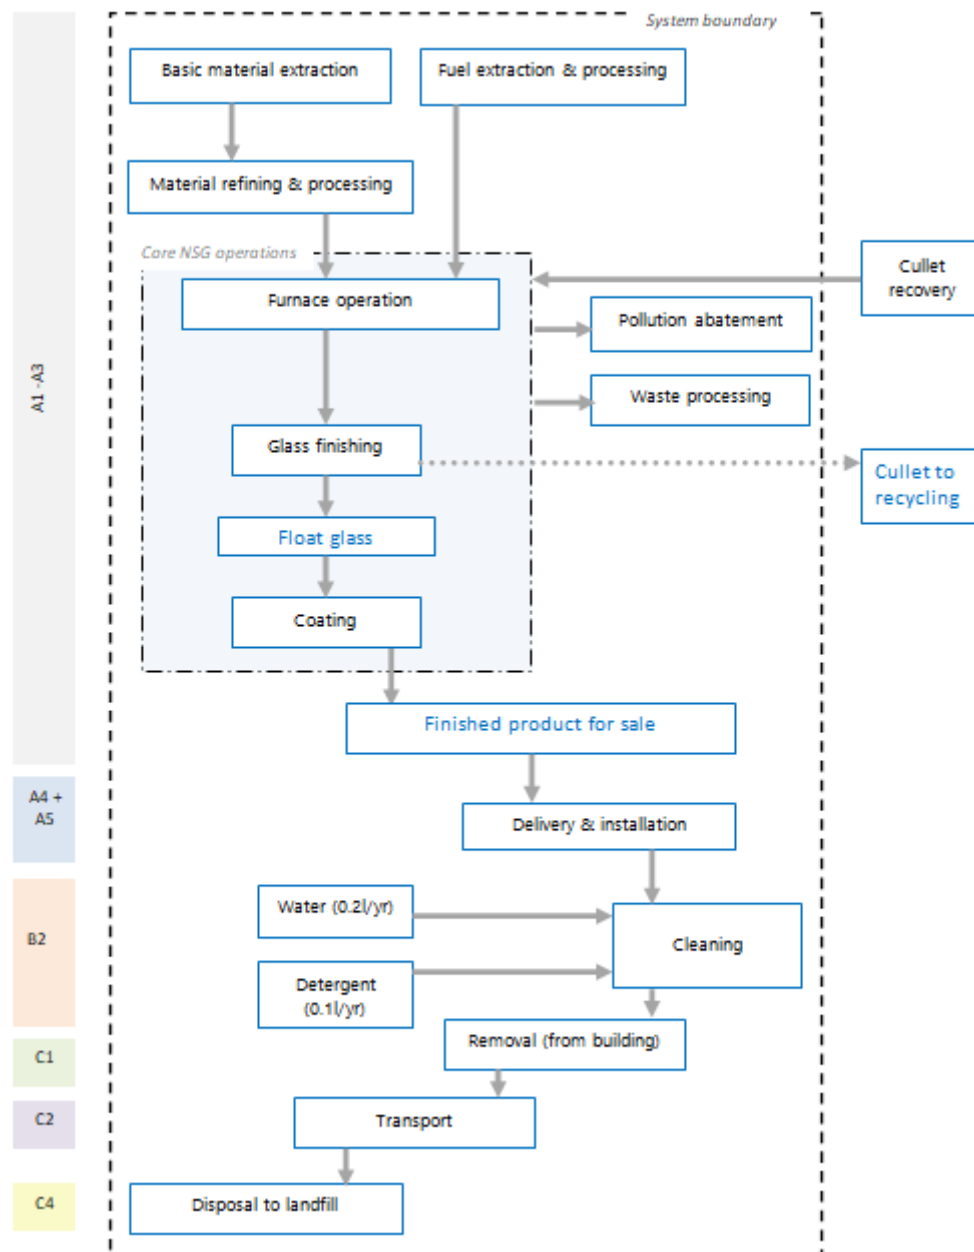 System boundary
Basic material extraction
Fuel extraction & processing
Material refining & processing
Core NSG operations
Furnace operation
Cullet
recovery
Pollution abatement
Waste processing
A1 -A3
Glass finishing
Cullet to
recycling
Float glass
Coating
Finished product for sale
A4 +
A5
Delivery & installation
B2
Water (0.2l/yr)
Cleaning
Detergent
(0.1l/yr)
C1
Removal (from building)
C2
Transport
C4
Disposal to landfill